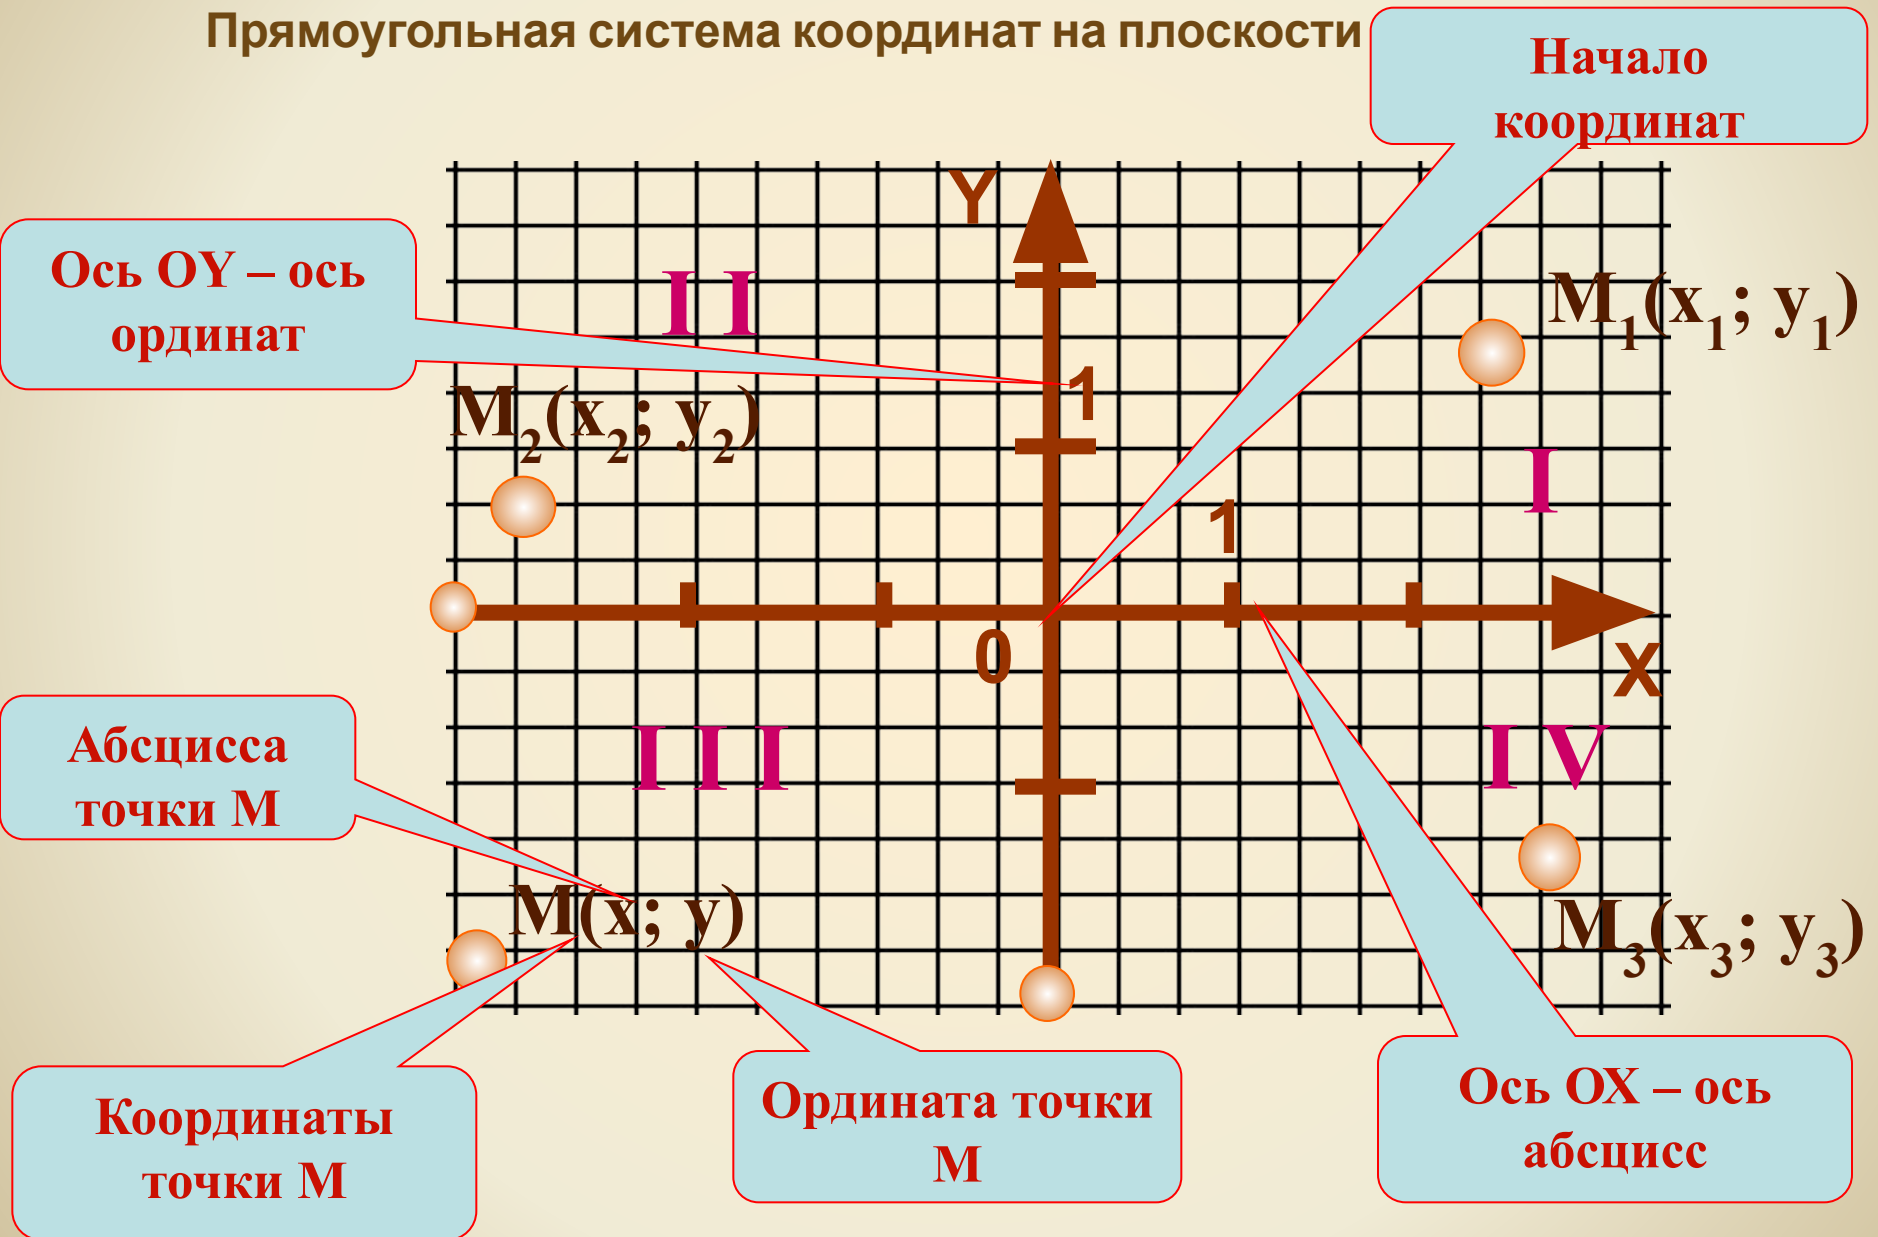 Прямоугольная система координат на плоскости
Начало
координат
Y
Ось OY – ось
ординат
I I
M₁(x₁; y₁)
1
M₂(x₂; y₂)
I
1
0
X
Абсцисса
точки М
I I I
I V
М(х; у)
M₃(x₃; y₃)
Координаты
точки М
Ордината точки
М
Ось ОХ – ось
абсцисс